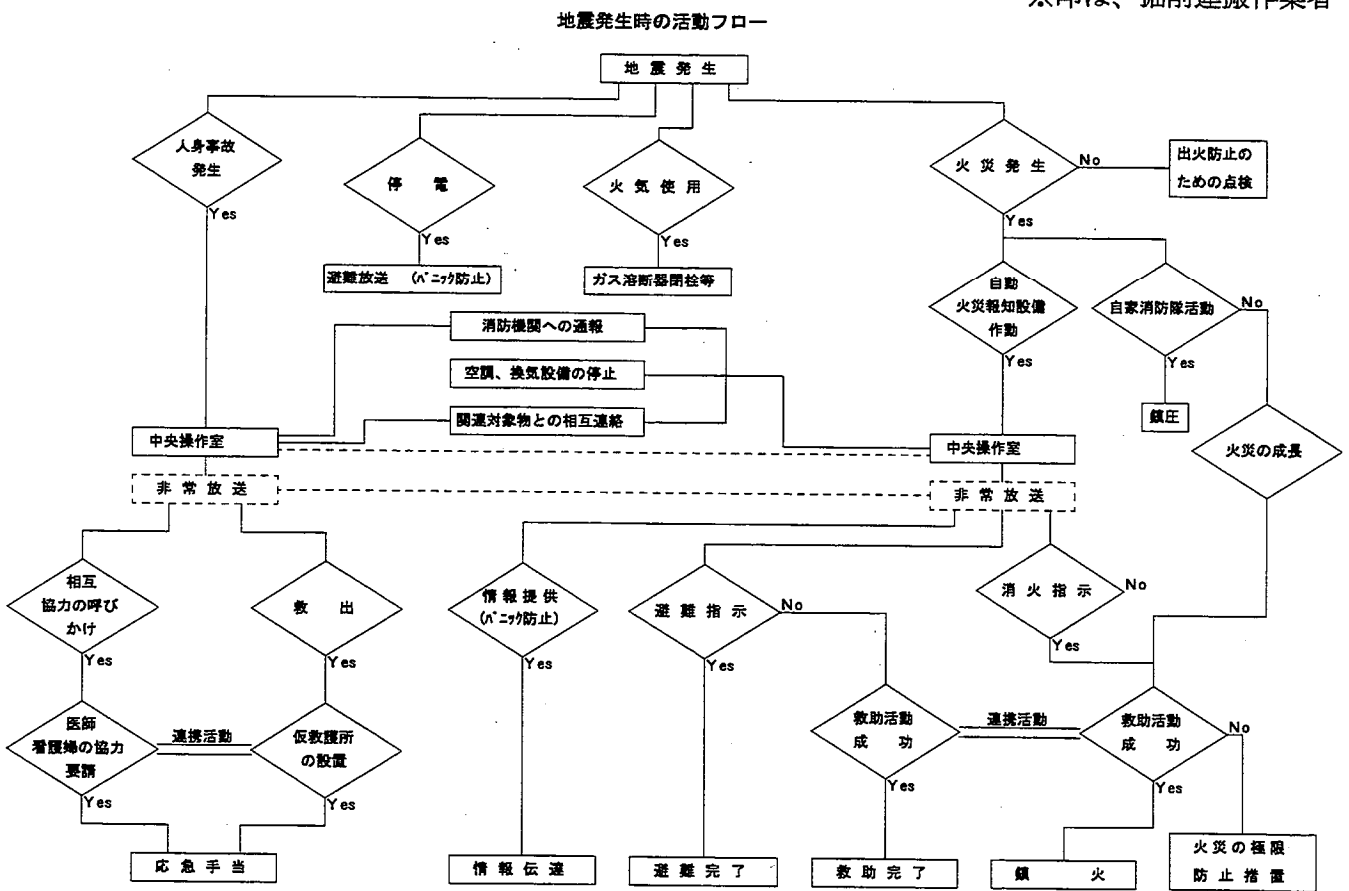 地震発生時の活動フロー
地震発生
人身事故
発生
Yes
停電
Yes
火気使用
Yes
火災発生
No
Yes
出火防止の
ための点検
避難放送 (パニック防止)
ガス溶断器閉栓等
自動
火災報知設備
作動
Yes
自家消防隊活動
No
Yes
消防機関への通報
空調、換気設備の停止
関連対象物との相互連絡
鎮圧
中央操作室
中央操作室
火災の成長
非常放送
非常放送
相互
協力の呼び
かけ
Yes
救出
Yes
情報提供
(パニック防止)
Yes
避難指示
No
Yes
消火指示
No
Yes
医師
看護婦の協力
要請
Yes
連携活動
仮救護所
の設置
Yes
救助活動
成功
Yes
連携活動
救助活動
成功
No
Yes
応急手当
情報伝達
避難完了
救助完了
鎮火
火災の極限
防止措置